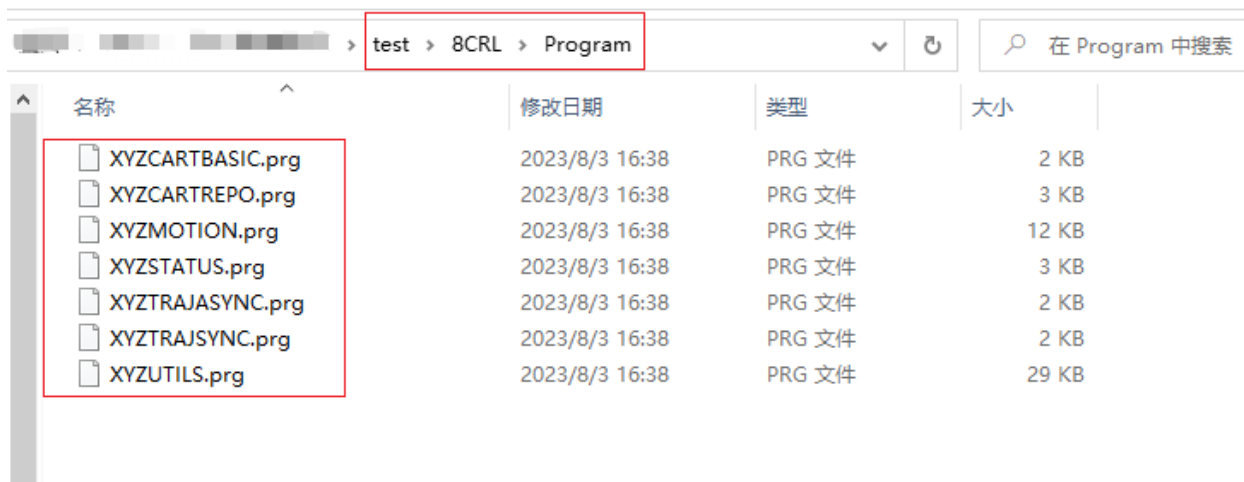 test > 8CRL > Program 在 Program 中搜索
名称 修改日期 类型 大小
XYZCARTBASIC.prg 2023/8/3 16:38 PRG 文件 2 KB
XYZCARTREPO.prg 2023/8/3 16:38 PRG 文件 3 KB
XYZMOTION.prg 2023/8/3 16:38 PRG 文件 12 KB
XYZSTATUS.prg 2023/8/3 16:38 PRG 文件 3 KB
XYZTRAJASYNC.prg 2023/8/3 16:38 PRG 文件 2 KB
XYZTRAJSYNC.prg 2023/8/3 16:38 PRG 文件 2 KB
XYZUTILS.prg 2023/8/3 16:38 PRG 文件 29 KB